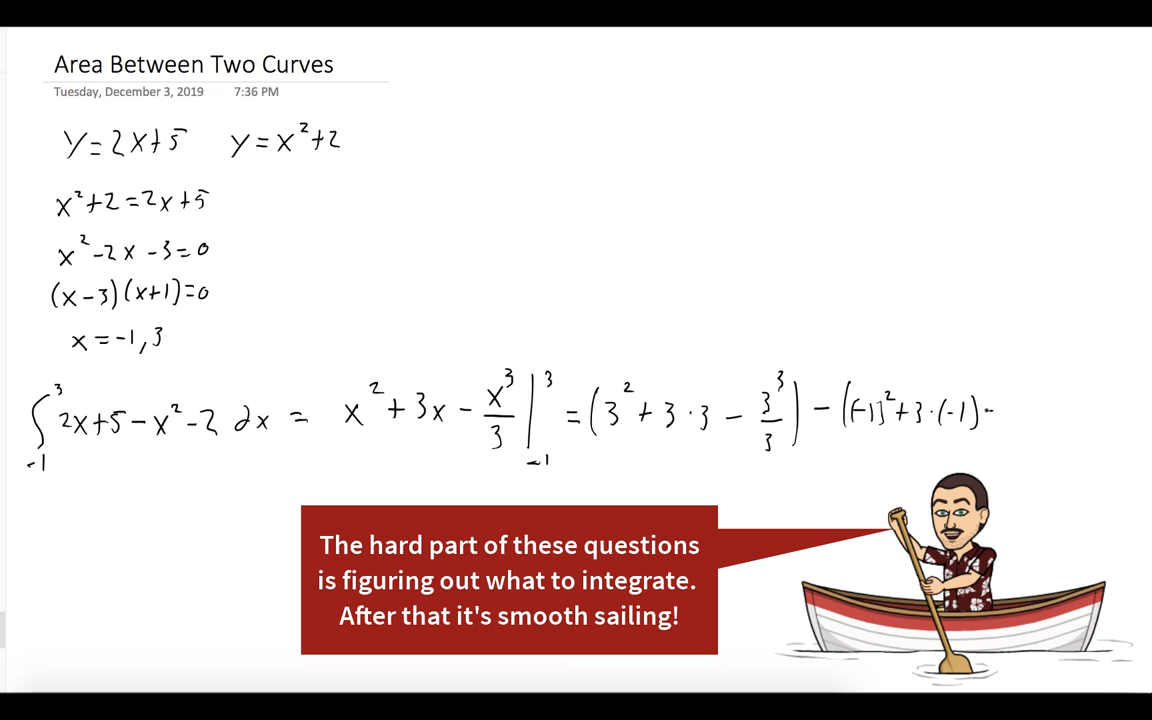 Area Between Two Curves
Tuesday, December 3, 2019 7:36 PM
y = 2x+5 y = x²+2
x²+2=2x+5
x²-2x-3=0
(x-3)(x+1)=0
x=-1,3
∫₋₁³ 2x+5-x²-2 dx = x²+3x-x³/3 |₋₁³ = (3²+3·3-3³/3) - ((-1)²+3·(-1)-
The hard part of these questions
is figuring out what to integrate.
After that it's smooth sailing!